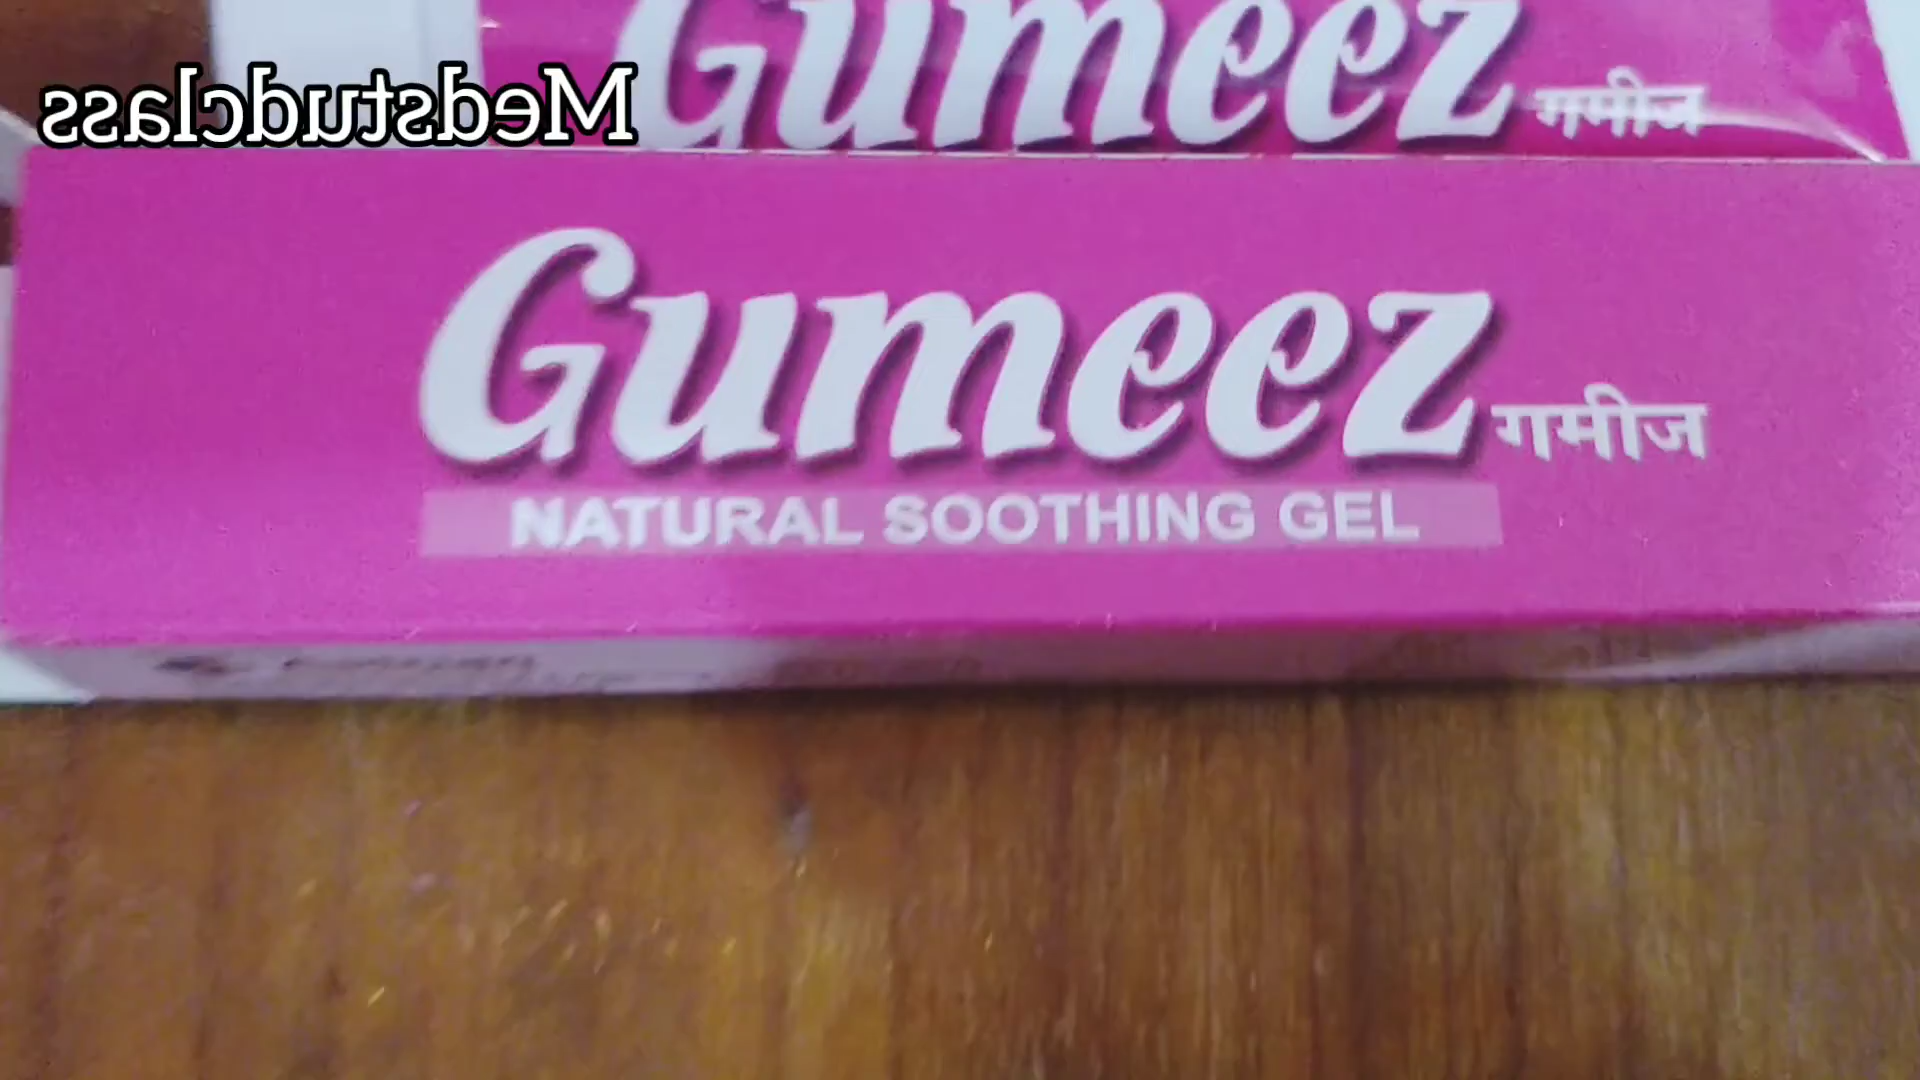 Gumeez गमीज
Medstudclass
Gumeez गमीज
NATURAL SOOTHING GEL